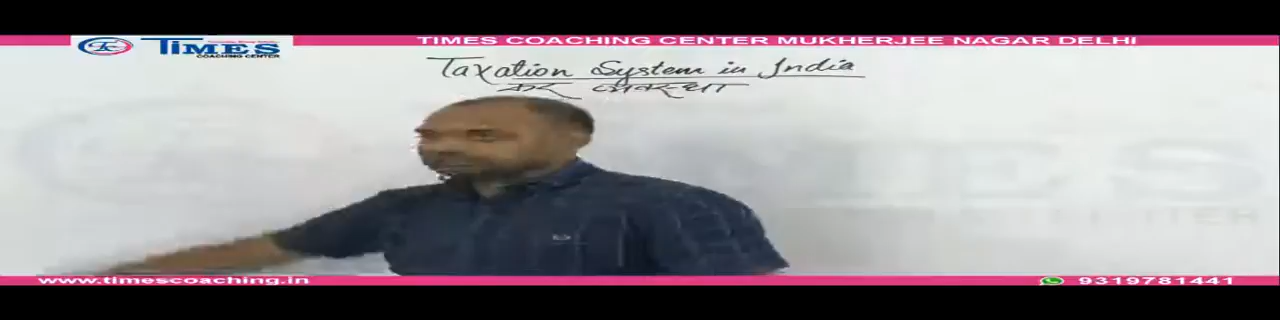 TIMES
COACHING CENTER
TIMES COACHING CENTER MUKHERJEE NAGAR DELHI
Taxation System in India
कर व्यवस्था
www.timescoaching.in
9319781441